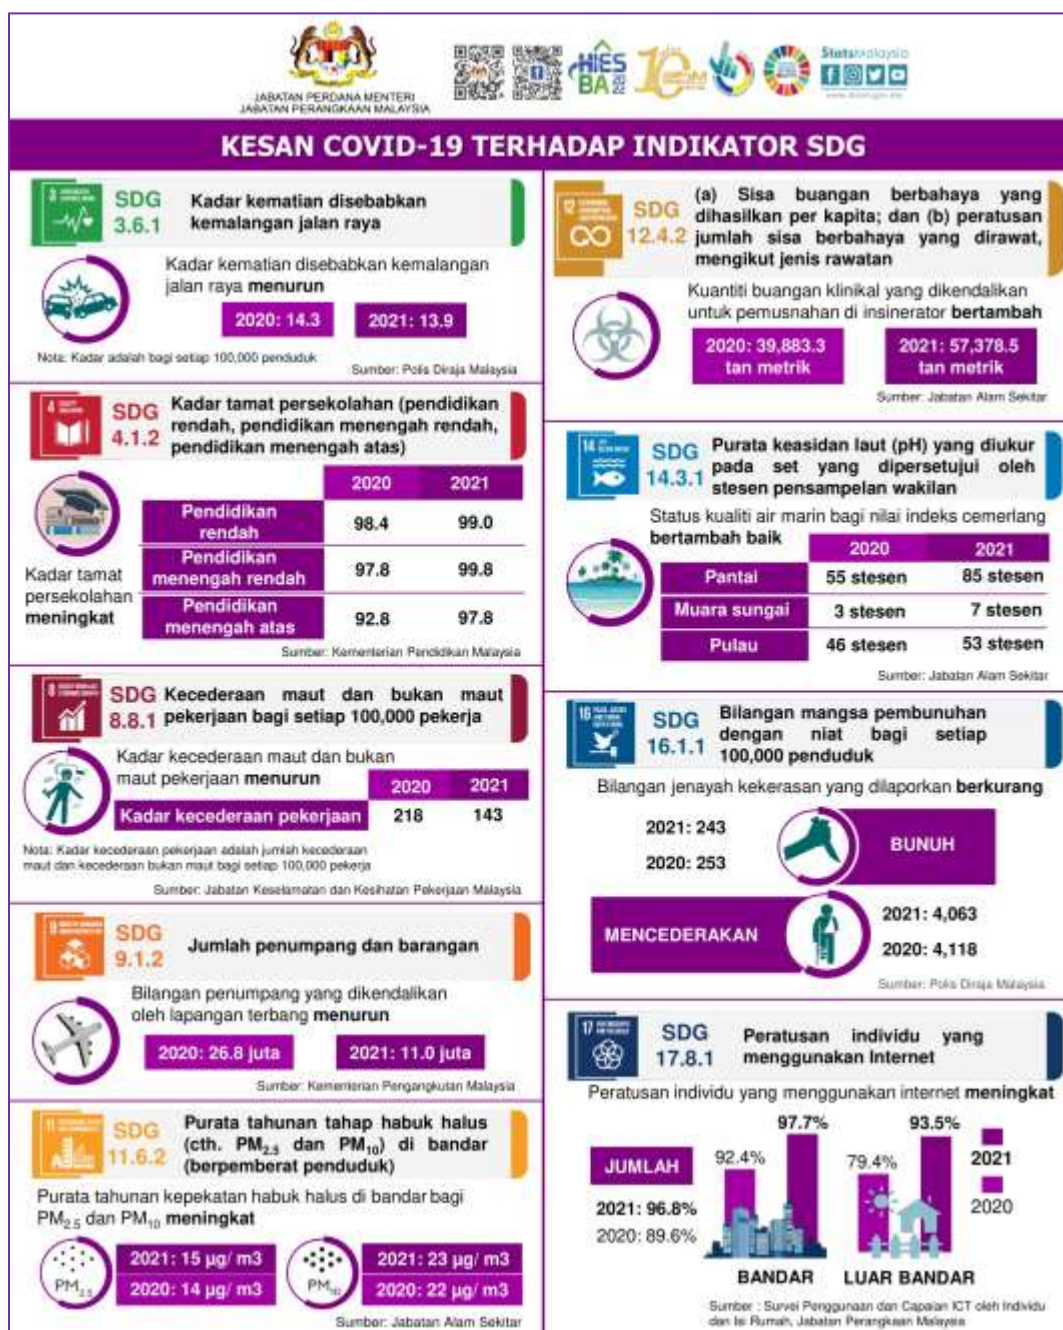 JABATAN PERDANA MENTERI
JABATAN PERANGKAAN MALAYSIA
HIES
BA
StatsMalaysia
KESAN COVID-19 TERHADAP INDIKATOR SDG
3
SDG
3.6.1
Kadar kematian disebabkan
kemalangan jalan raya
Kadar kematian disebabkan kemalangan
jalan raya menurun
2020: 14.3
2021: 13.9
Nota: Kadar adalah bagi setiap 100,000 penduduk
Sumber: Polis Diraja Malaysia
4
SDG
4.1.2
Kadar tamat persekolahan (pendidikan
rendah, pendidikan menengah rendah,
pendidikan menengah atas)
2020 2021
Pendidikan
rendah
98.4 99.0
Pendidikan
menengah rendah
97.8 99.8
Pendidikan
menengah atas
92.8 97.8
Kadar tamat
persekolahan
meningkat
Sumber: Kementerian Pendidikan Malaysia
8
SDG
8.8.1
Kecederaan maut dan bukan maut
pekerjaan bagi setiap 100,000 pekerja
Kadar kecederaan maut dan bukan
maut pekerjaan menurun
2020 2021
Kadar kecederaan pekerjaan 218 143
Nota: Kadar kecederaan pekerjaan adalah jumlah kecederaan
maut dan kecederaan bukan maut bagi setiap 100,000 pekerja
Sumber: Jabatan Keselamatan dan Kesihatan Pekerjaan Malaysia
9
SDG
9.1.2
Jumlah penumpang dan barangan
Bilangan penumpang yang dikendalikan
oleh lapangan terbang menurun
2020: 26.8 juta
2021: 11.0 juta
Sumber: Kementerian Pengangkutan Malaysia
11
SDG
11.6.2
Purata tahunan tahap habuk halus
(cth. PM2.5 dan PM10) di bandar
(berpemberat penduduk)
Purata tahunan kepekatan habuk halus di bandar bagi
PM2.5 dan PM10 meningkat
PM2.5
2021: 15 µg/ m3
2020: 14 µg/ m3
PM10
2021: 23 µg/ m3
2020: 22 µg/ m3
Sumber: Jabatan Alam Sekitar
12
SDG
12.4.2
(a) Sisa buangan berbahaya yang
dihasilkan per kapita; dan (b) peratusan
jumlah sisa berbahaya yang dirawat,
mengikut jenis rawatan
Kuantiti buangan klinikal yang dikendalikan
untuk pemusnahan di insinerator bertambah
2020: 39,883.3
tan metrik
2021: 57,378.5
tan metrik
Sumber: Jabatan Alam Sekitar
14
SDG
14.3.1
Purata keasidan laut (pH) yang diukur
pada set yang dipersetujui oleh
stesen pensampelan wakilan
Status kualiti air marin bagi nilai indeks cemerlang
bertambah baik
2020 2021
Pantai 55 stesen 85 stesen
Muara sungai 3 stesen 7 stesen
Pulau 46 stesen 53 stesen
Sumber: Jabatan Alam Sekitar
16
SDG
16.1.1
Bilangan mangsa pembunuhan
dengan niat bagi setiap
100,000 penduduk
Bilangan jenayah kekerasan yang dilaporkan berkurang
2021: 243
2020: 253
BUNUH
MENCEDERAKAN
2021: 4,063
2020: 4,118
Sumber: Polis Diraja Malaysia
17
SDG
17.8.1
Peratusan individu yang
menggunakan Internet
Peratusan individu yang menggunakan internet meningkat
JUMLAH
2021: 96.8%
2020: 89.6%
92.4%
97.7%
79.4%
93.5%
2021
2020
BANDAR
LUAR BANDAR
Sumber : Survei Penggunaan dan Capaian ICT oleh Individu
dan Isi Rumah, Jabatan Perangkaan Malaysia